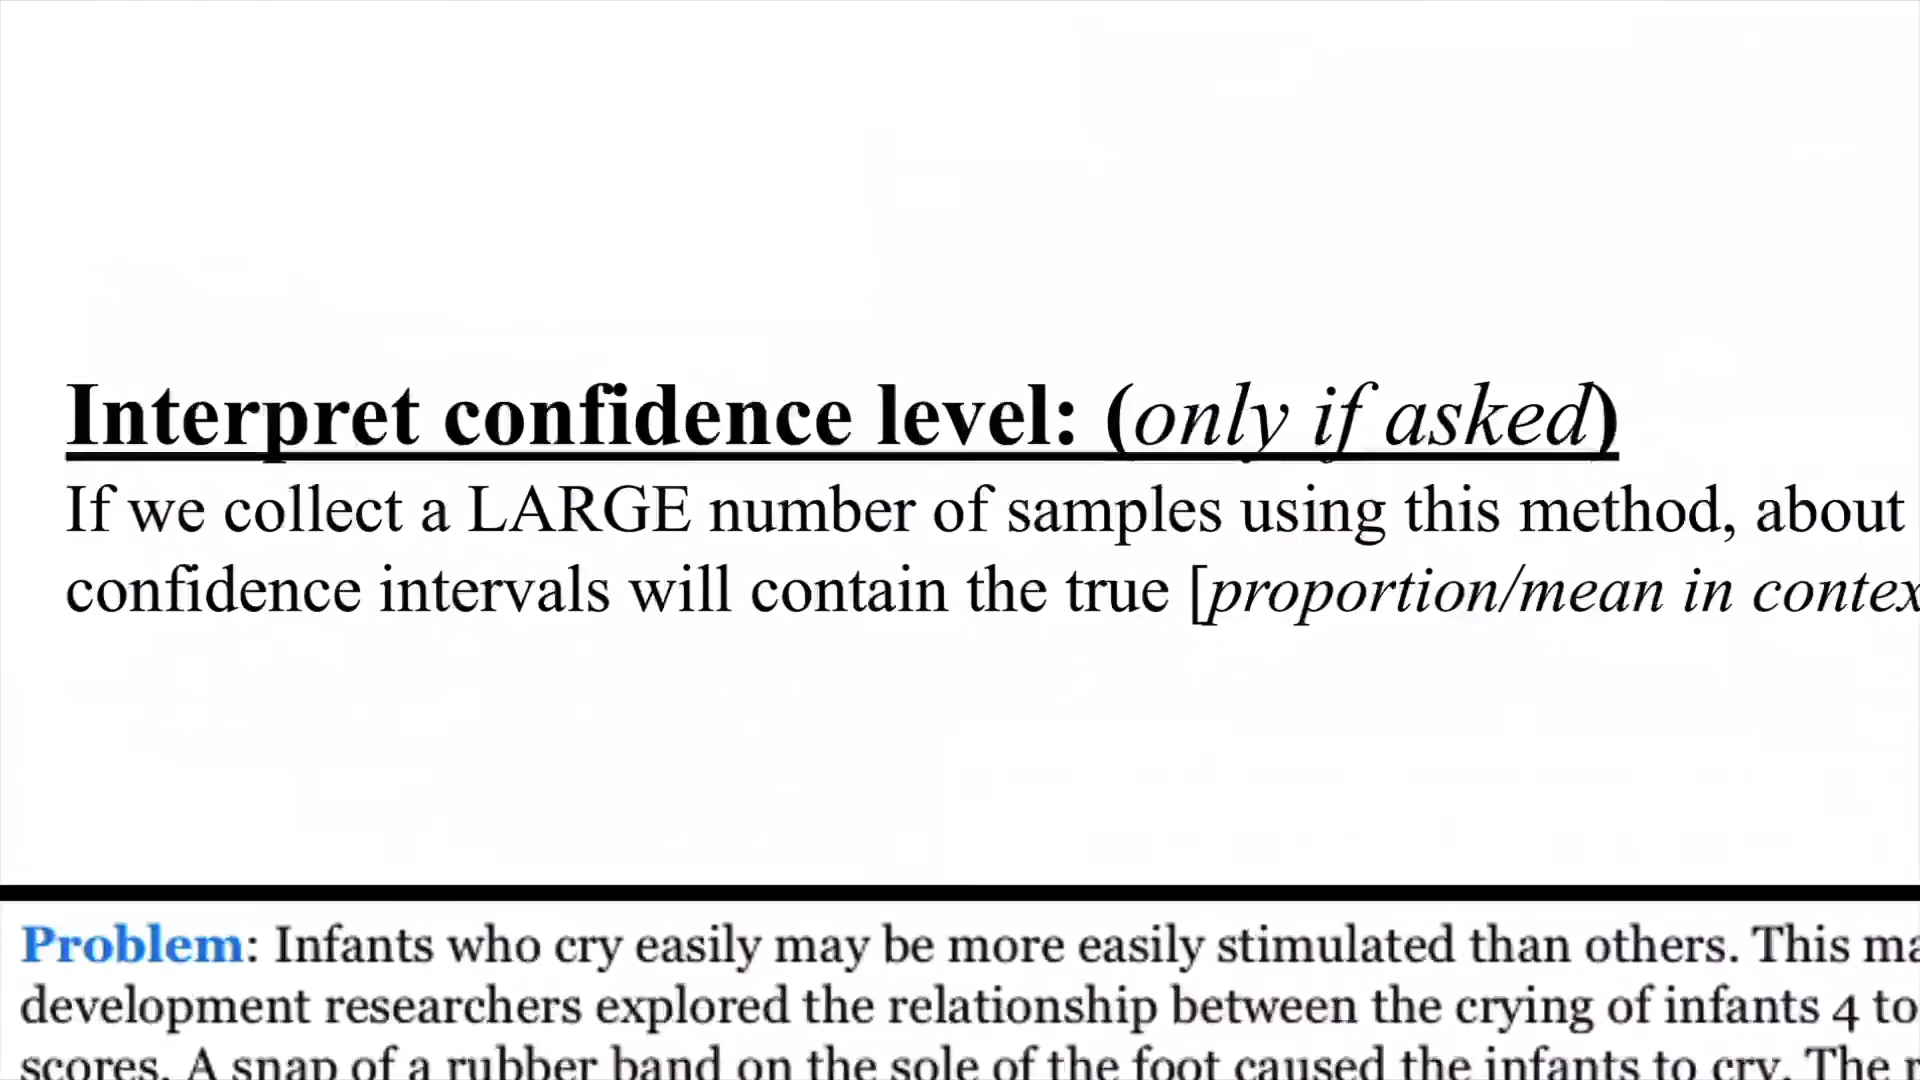 Interpret confidence level: (only if asked)
If we collect a LARGE number of samples using this method, about
confidence intervals will contain the true [proportion/mean in contex
Problem: Infants who cry easily may be more easily stimulated than others. This ma
development researchers explored the relationship between the crying of infants 4 to
scores. A snap of a rubber band on the sole of the foot caused the infants to cry. The r